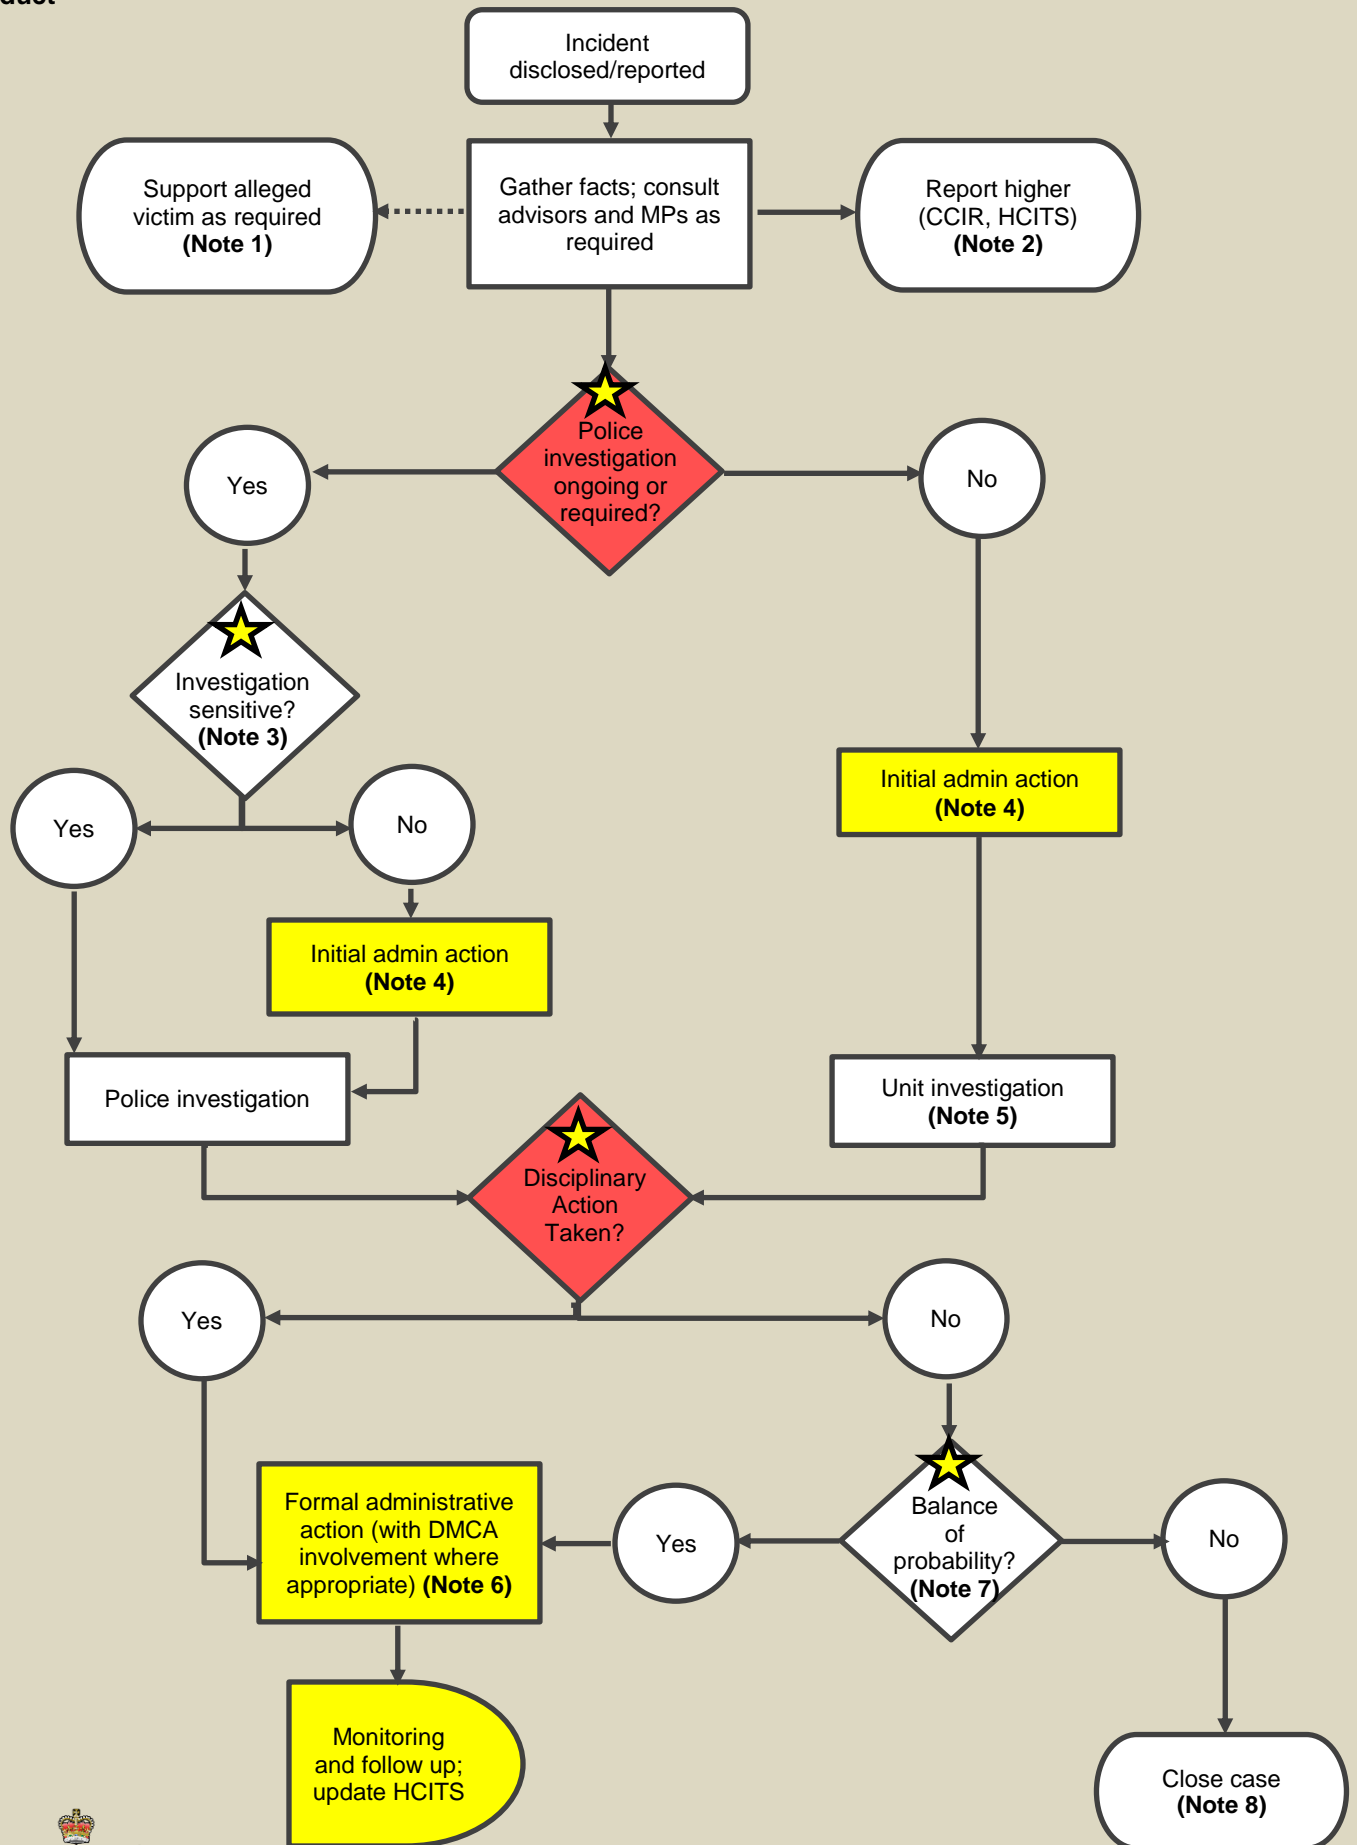 Incident
disclosed/reported
Support alleged
victim as required
(Note 1)
Gather facts; consult
advisors and MPs as
required
Report higher
(CCIR, HCITS)
(Note 2)
Police
investigation
ongoing or
required?
Yes
No
Investigation
sensitive?
(Note 3)
Yes
No
Initial admin action
(Note 4)
Initial admin action
(Note 4)
Police investigation
Unit investigation
(Note 5)
Disciplinary
Action
Taken?
Yes
No
Formal administrative
action (with DMCA
involvement where
appropriate) (Note 6)
Yes
Balance
of
probability?
(Note 7)
No
Monitoring
and follow up;
update HCITS
Close case
(Note 8)